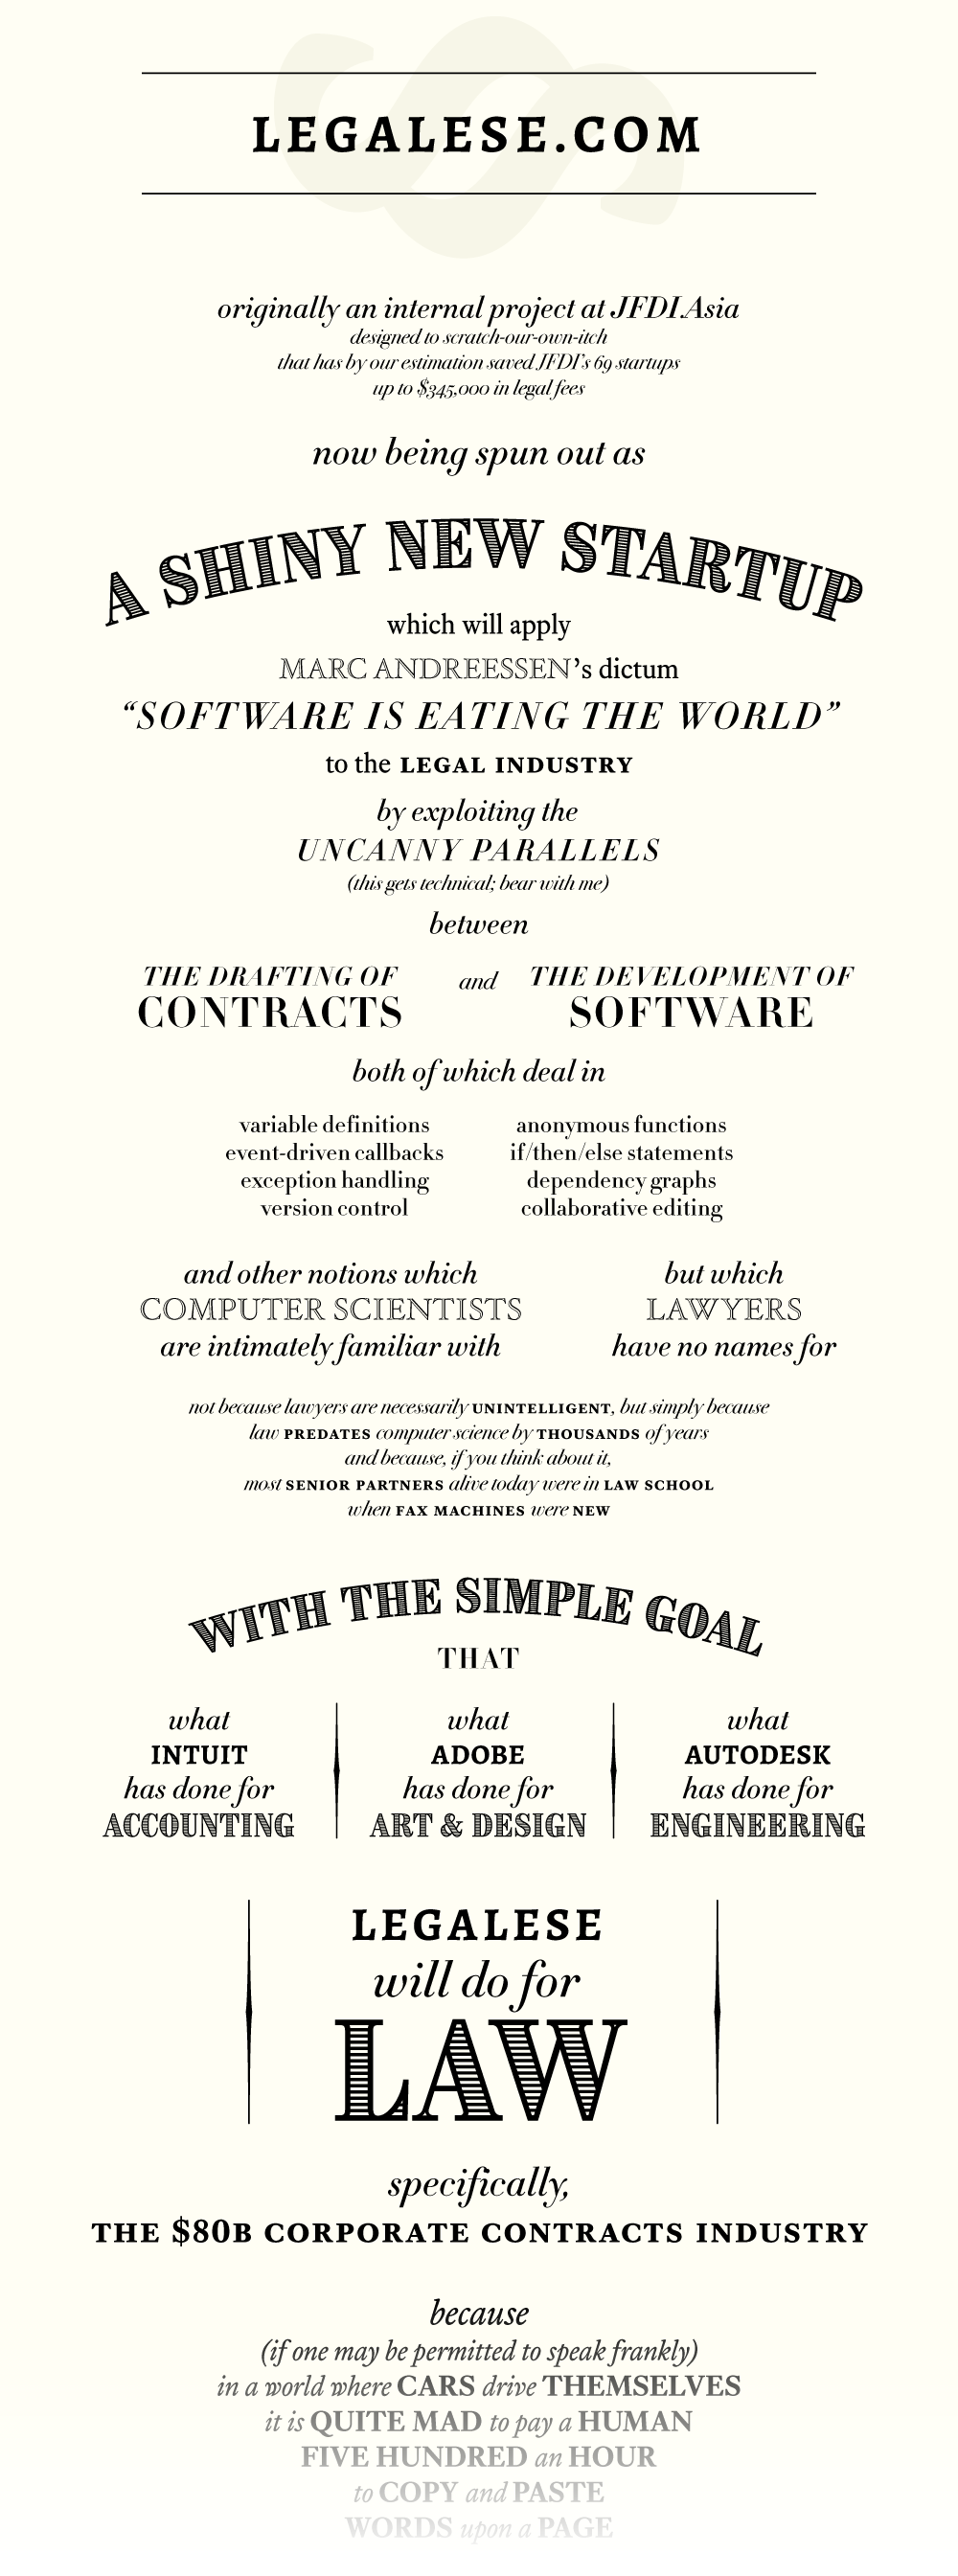 LEGALESE.COM
originally an internal project at JFDI.Asia
designed to scratch-our-own-itch
that has by our estimation saved JFDI's 69 startups
up to $345,000 in legal fees
now being spun out as
A SHINY NEW STARTUP
which will apply
MARC ANDREESSEN's dictum
“SOFTWARE IS EATING THE WORLD”
to the LEGAL INDUSTRY
by exploiting the
UNCANNY PARALLELS
(this gets technical; bear with me)
between
THE DRAFTING OF
CONTRACTS
and
THE DEVELOPMENT OF
SOFTWARE
both of which deal in
variable definitions
event-driven callbacks
exception handling
version control
anonymous functions
if/then/else statements
dependency graphs
collaborative editing
and other notions which
COMPUTER SCIENTISTS
are intimately familiar with
but which
LAWYERS
have no names for
not because lawyers are necessarily UNINTELLIGENT, but simply because
law PREDATES computer science by THOUSANDS of years
and because, if you think about it,
most SENIOR PARTNERS alive today were in LAW SCHOOL
when FAX MACHINES were NEW
WITH THE SIMPLE GOAL
THAT
what
INTUIT
has done for
ACCOUNTING
what
ADOBE
has done for
ART & DESIGN
what
AUTODESK
has done for
ENGINEERING
LEGALESE
will do for
LAW
specifically,
THE $80B CORPORATE CONTRACTS INDUSTRY
because
(if one may be permitted to speak frankly)
in a world where CARS drive THEMSELVES
it is QUITE MAD to pay a HUMAN
FIVE HUNDRED an HOUR
to COPY and PASTE
WORDS upon a PAGE